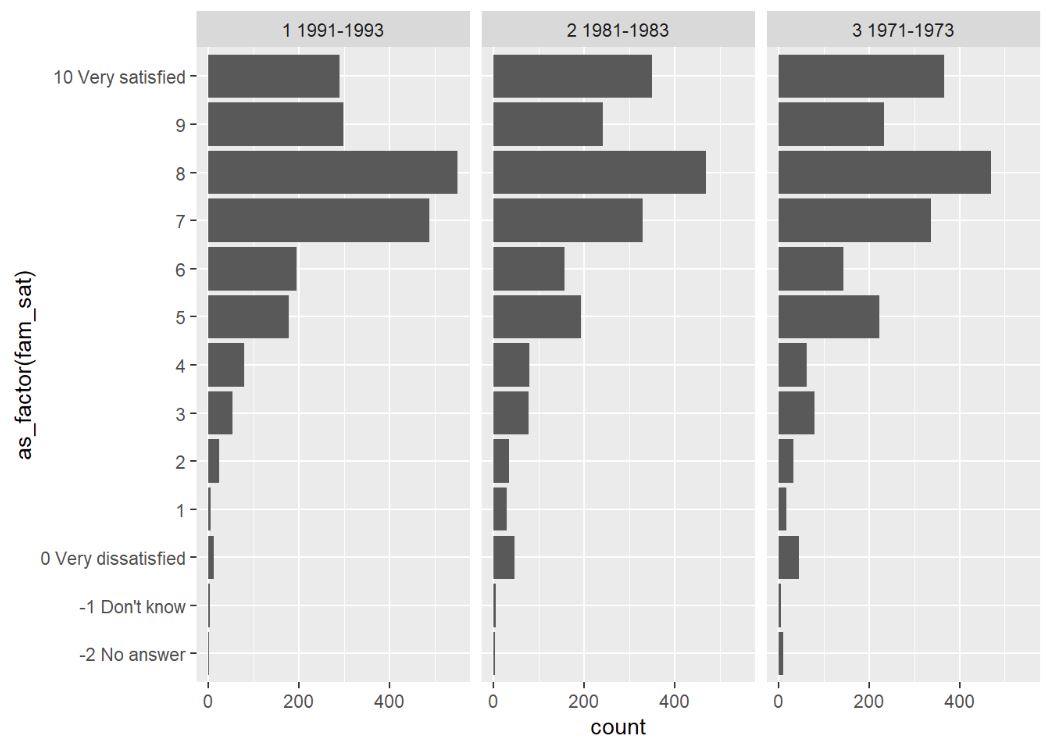 1 1991-1993
2 1981-1983
3 1971-1973
10 Very satisfied
9
8
7
6
5
4
3
2
1
0 Very dissatisfied
-1 Don't know
-2 No answer
as_factor(fam_sat)
0 200 400
0 200 400
0 200 400
count